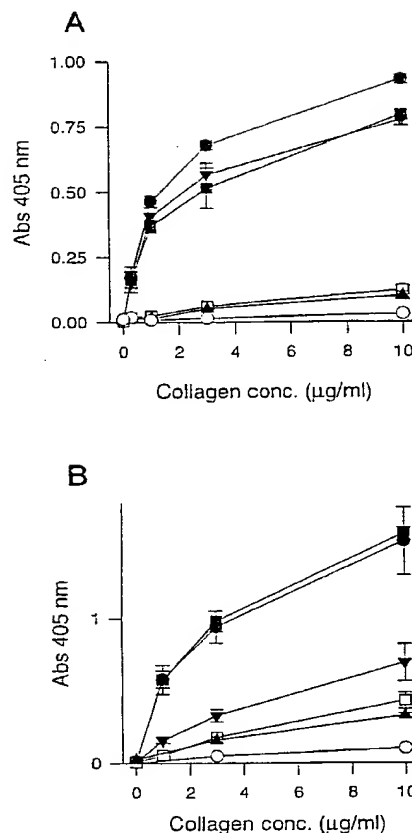 A
1.00
0.75
0.50
0.25
0.00
Abs 405 nm
0 2 4 6 8 10
Collagen conc. (µg/ml)
B
1
0
Abs 405 nm
0 2 4 6 8 10
Collagen conc. (µg/ml)